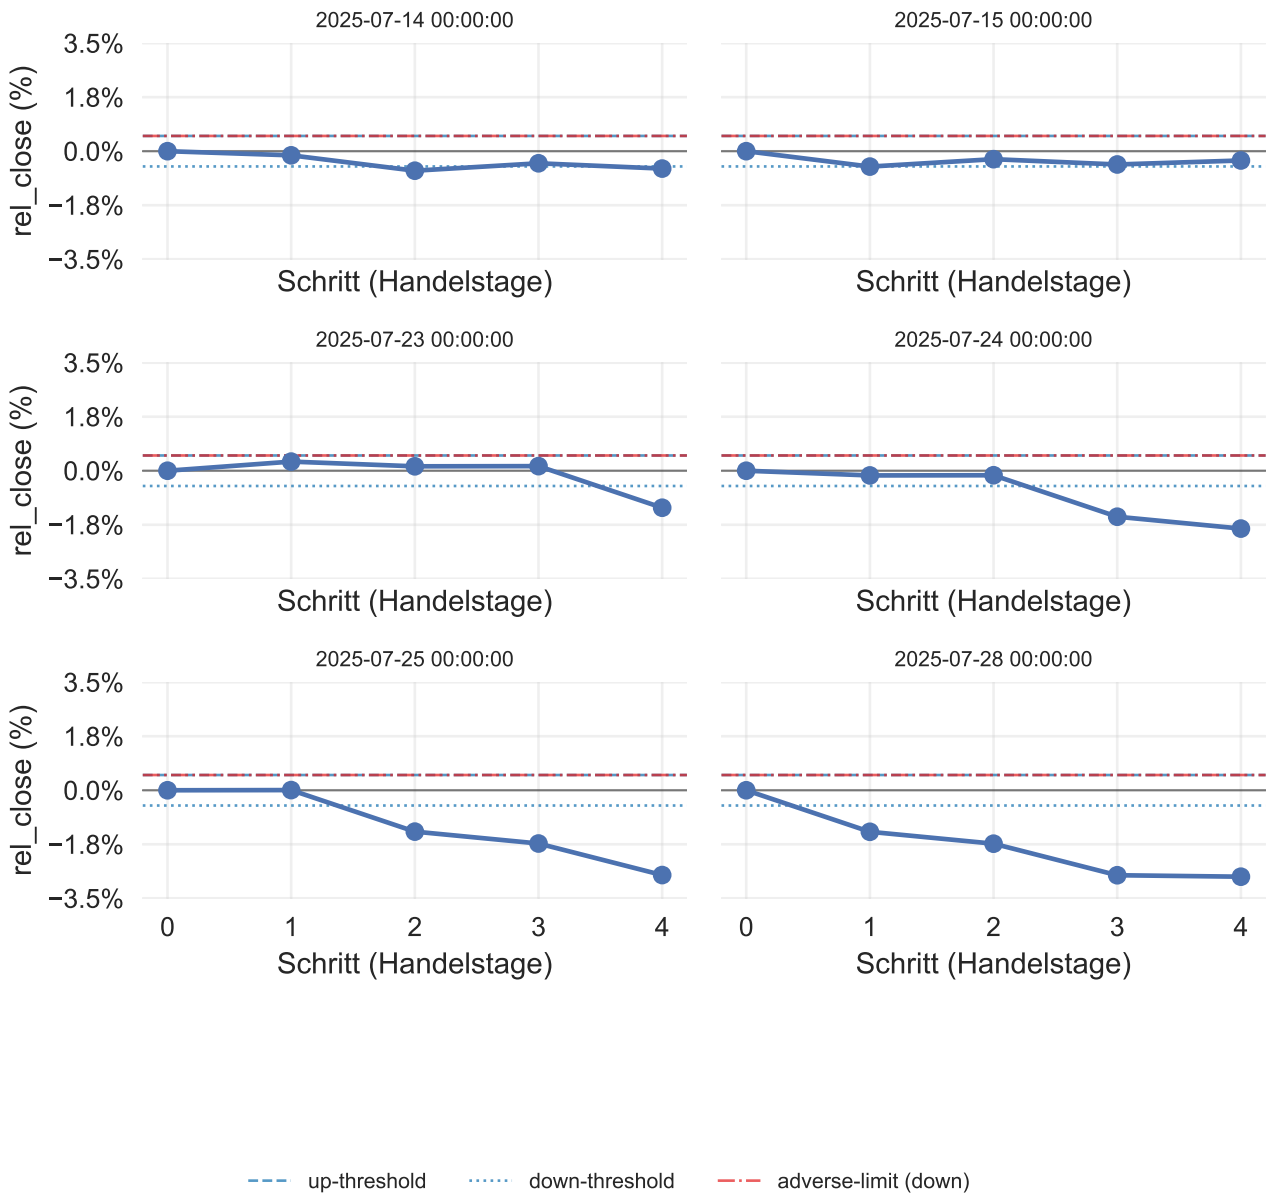 2025-07-14 00:00:00
2025-07-15 00:00:00
3.5%
1.8%
0.0%
−1.8%
−3.5%
rel_close (%)
Schritt (Handelstage)
Schritt (Handelstage)
2025-07-23 00:00:00
2025-07-24 00:00:00
3.5%
1.8%
0.0%
−1.8%
−3.5%
rel_close (%)
Schritt (Handelstage)
Schritt (Handelstage)
2025-07-25 00:00:00
2025-07-28 00:00:00
3.5%
1.8%
0.0%
−1.8%
−3.5%
rel_close (%)
0 1 2 3 4
0 1 2 3 4
Schritt (Handelstage)
Schritt (Handelstage)
up-threshold
down-threshold
adverse-limit (down)